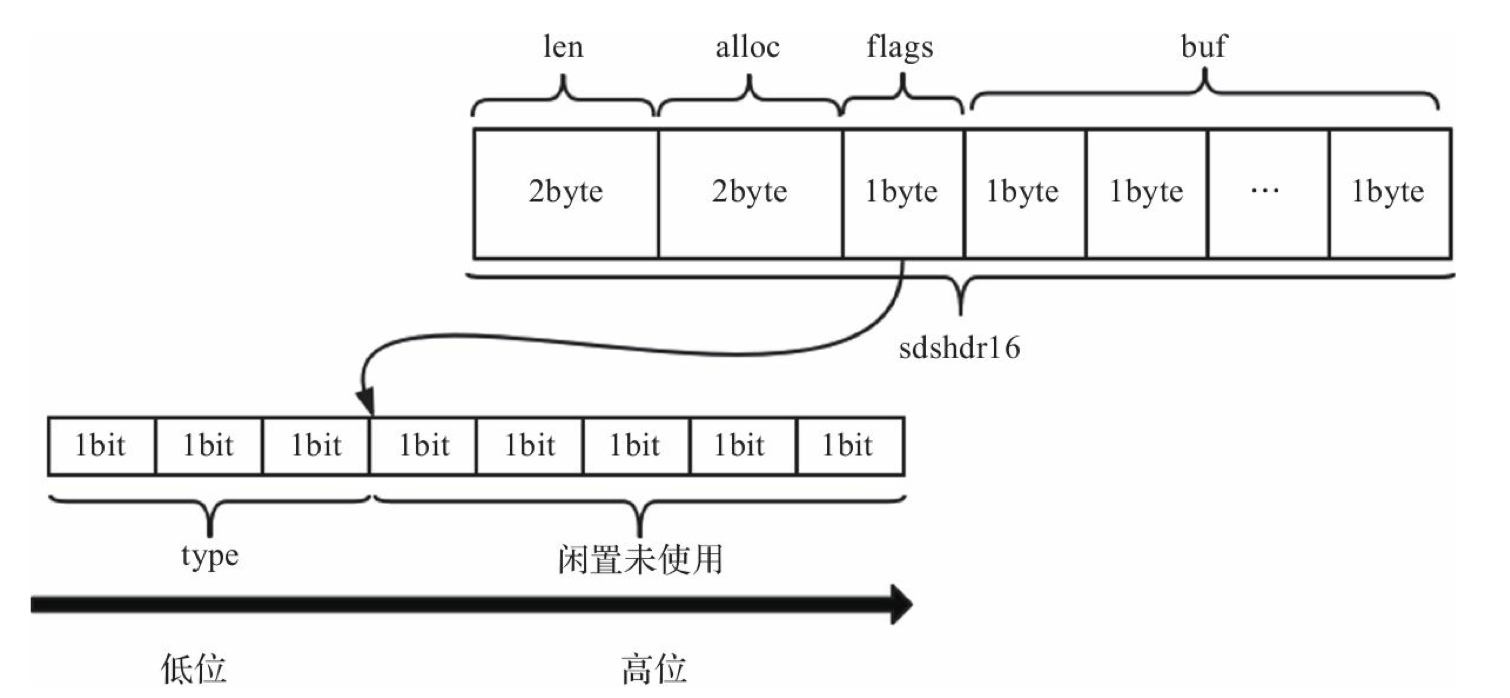 len alloc flags buf
2byte 2byte 1byte 1byte 1byte … 1byte
sdshdr16
1bit 1bit 1bit 1bit 1bit 1bit 1bit 1bit
type 闲置未使用
低位 高位